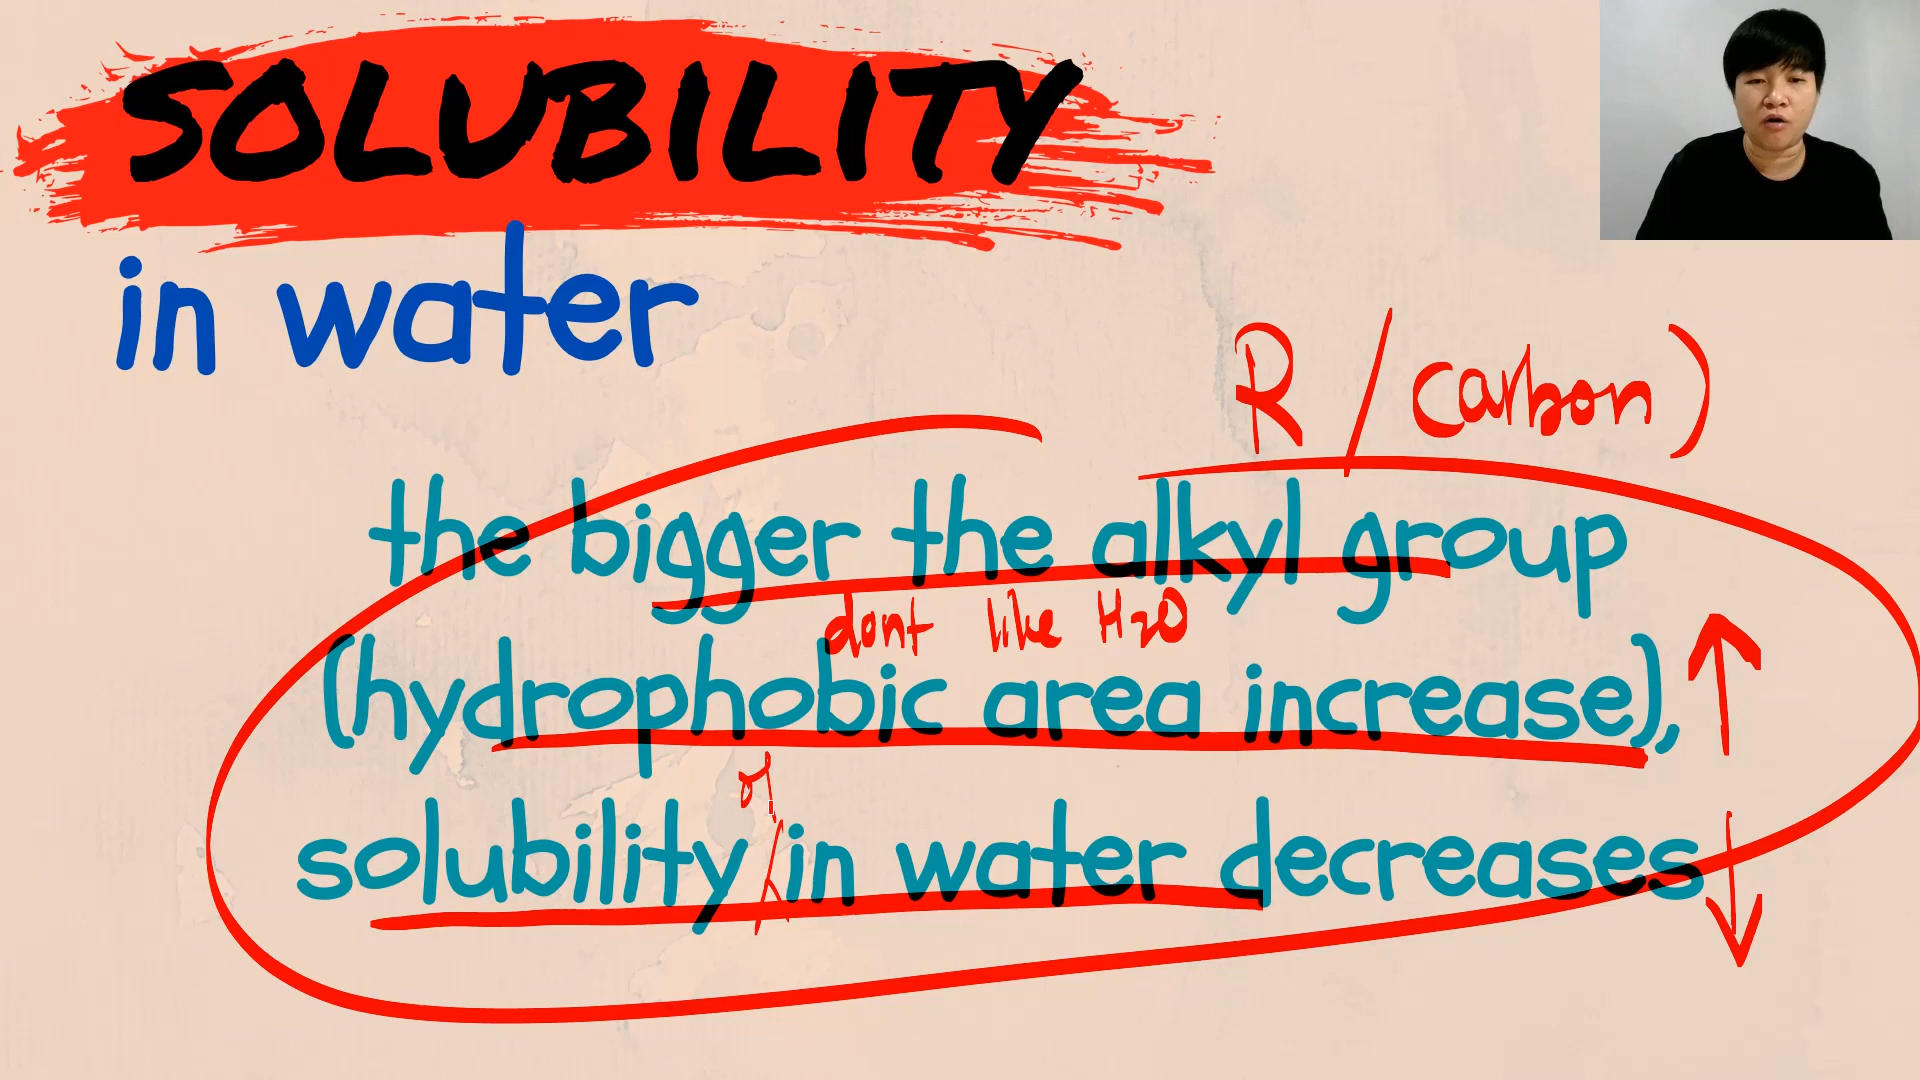 SOLUBILITY
in water
R / carbon)
the bigger the alkyl group
dont like H2O
(hydrophobic area increase),
of
solubility in water decreases